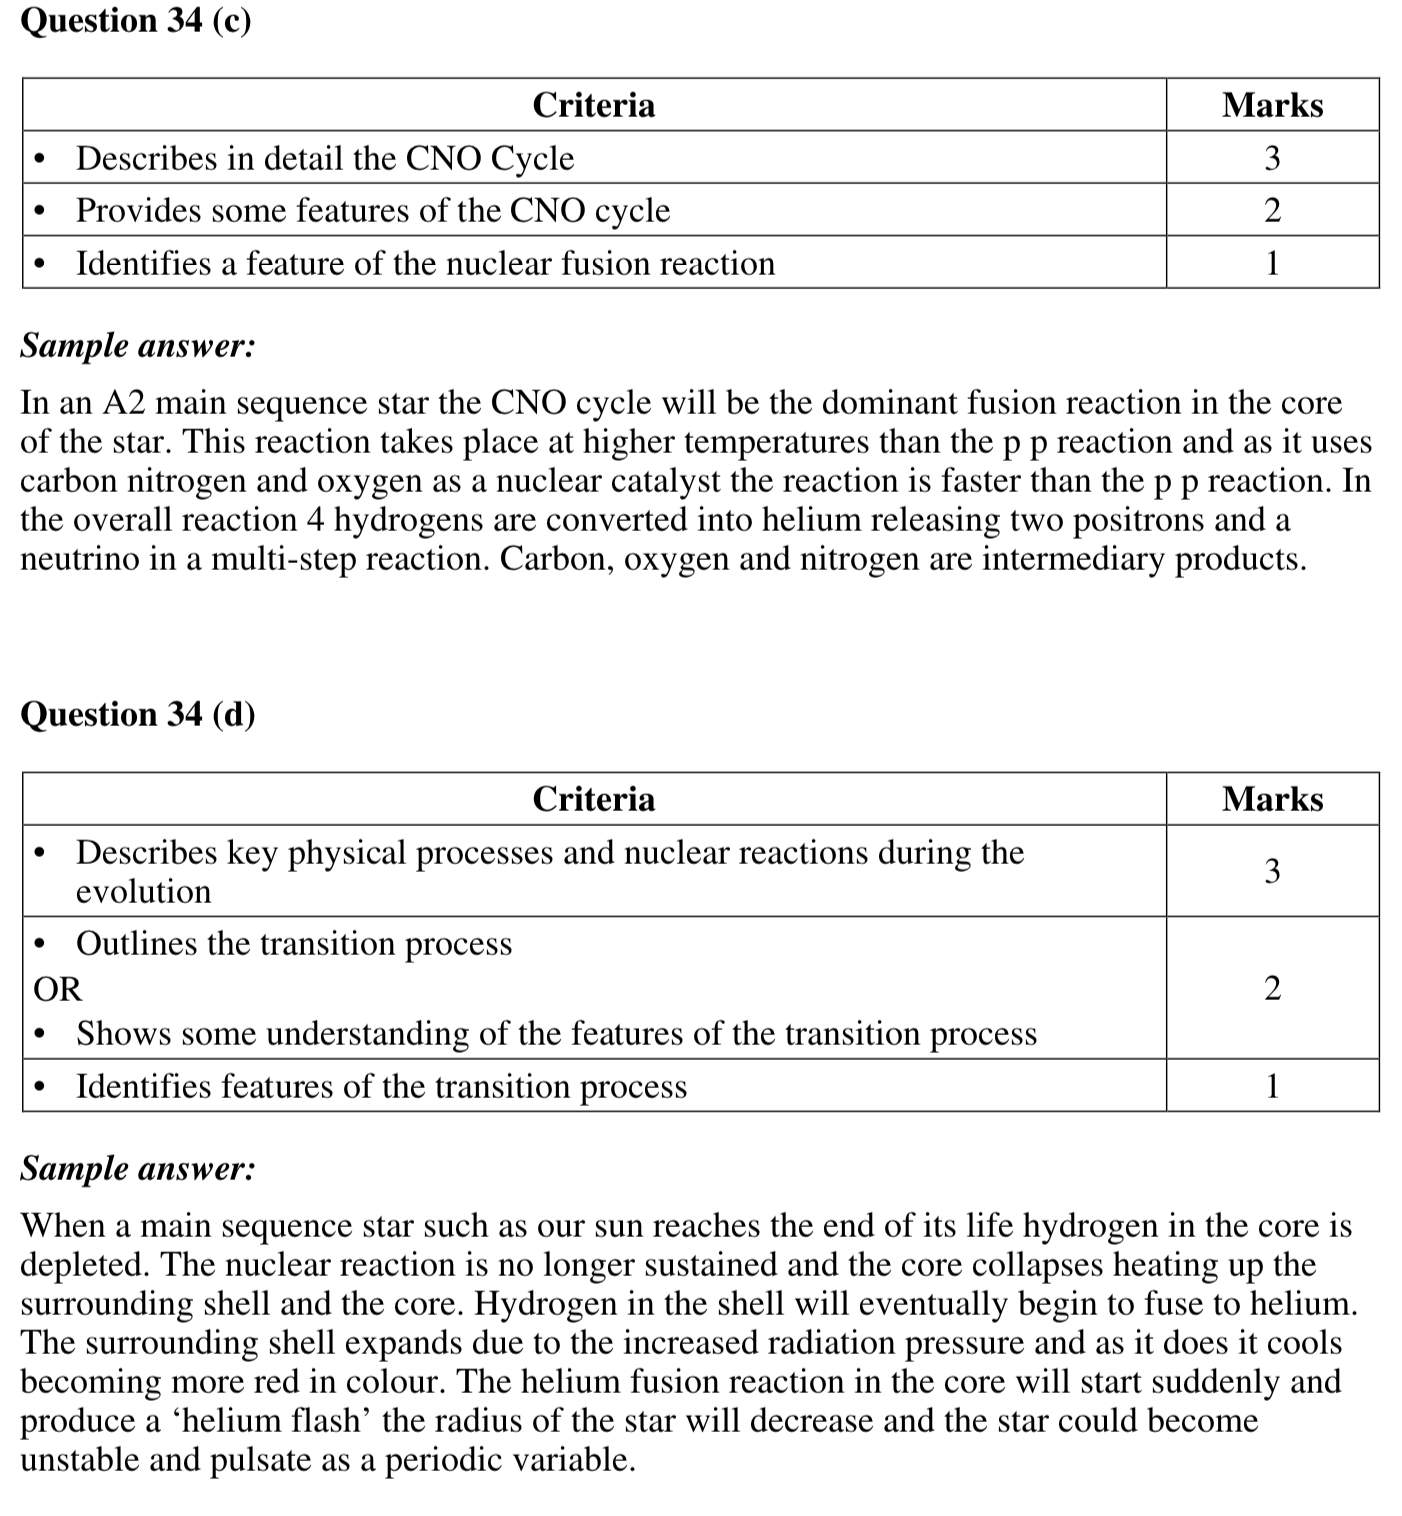 Question 34 (c)
Criteria Marks
• Describes in detail the CNO Cycle 3
• Provides some features of the CNO cycle 2
• Identifies a feature of the nuclear fusion reaction 1
Sample answer:
In an A2 main sequence star the CNO cycle will be the dominant fusion reaction in the core
of the star. This reaction takes place at higher temperatures than the p p reaction and as it uses
carbon nitrogen and oxygen as a nuclear catalyst the reaction is faster than the p p reaction. In
the overall reaction 4 hydrogens are converted into helium releasing two positrons and a
neutrino in a multi-step reaction. Carbon, oxygen and nitrogen are intermediary products.
Question 34 (d)
Criteria Marks
• Describes key physical processes and nuclear reactions during the
evolution
3
• Outlines the transition process
OR
2
• Shows some understanding of the features of the transition process
• Identifies features of the transition process 1
Sample answer:
When a main sequence star such as our sun reaches the end of its life hydrogen in the core is
depleted. The nuclear reaction is no longer sustained and the core collapses heating up the
surrounding shell and the core. Hydrogen in the shell will eventually begin to fuse to helium.
The surrounding shell expands due to the increased radiation pressure and as it does it cools
becoming more red in colour. The helium fusion reaction in the core will start suddenly and
produce a ‘helium flash’ the radius of the star will decrease and the star could become
unstable and pulsate as a periodic variable.